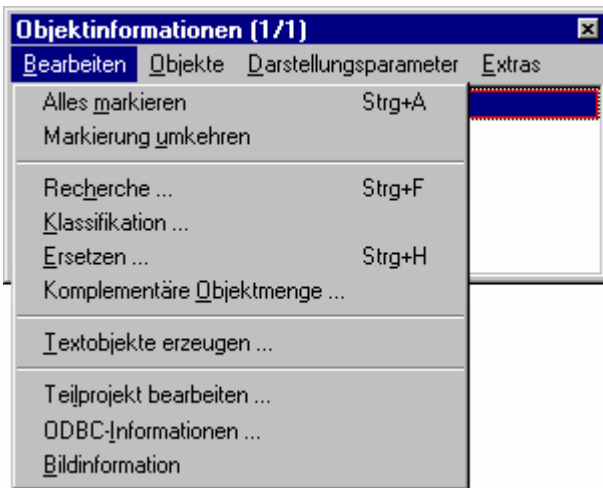 Objektinformationen (1/1)
Bearbeiten Objekte Darstellungsparameter Extras
Alles markieren Strg+A
Markierung umkehren
Recherche ... Strg+F
Klassifikation ...
Ersetzen ... Strg+H
Komplementäre Objektmenge ...
Textobjekte erzeugen ...
Teilprojekt bearbeiten ...
ODBC-Informationen ...
Bildinformation